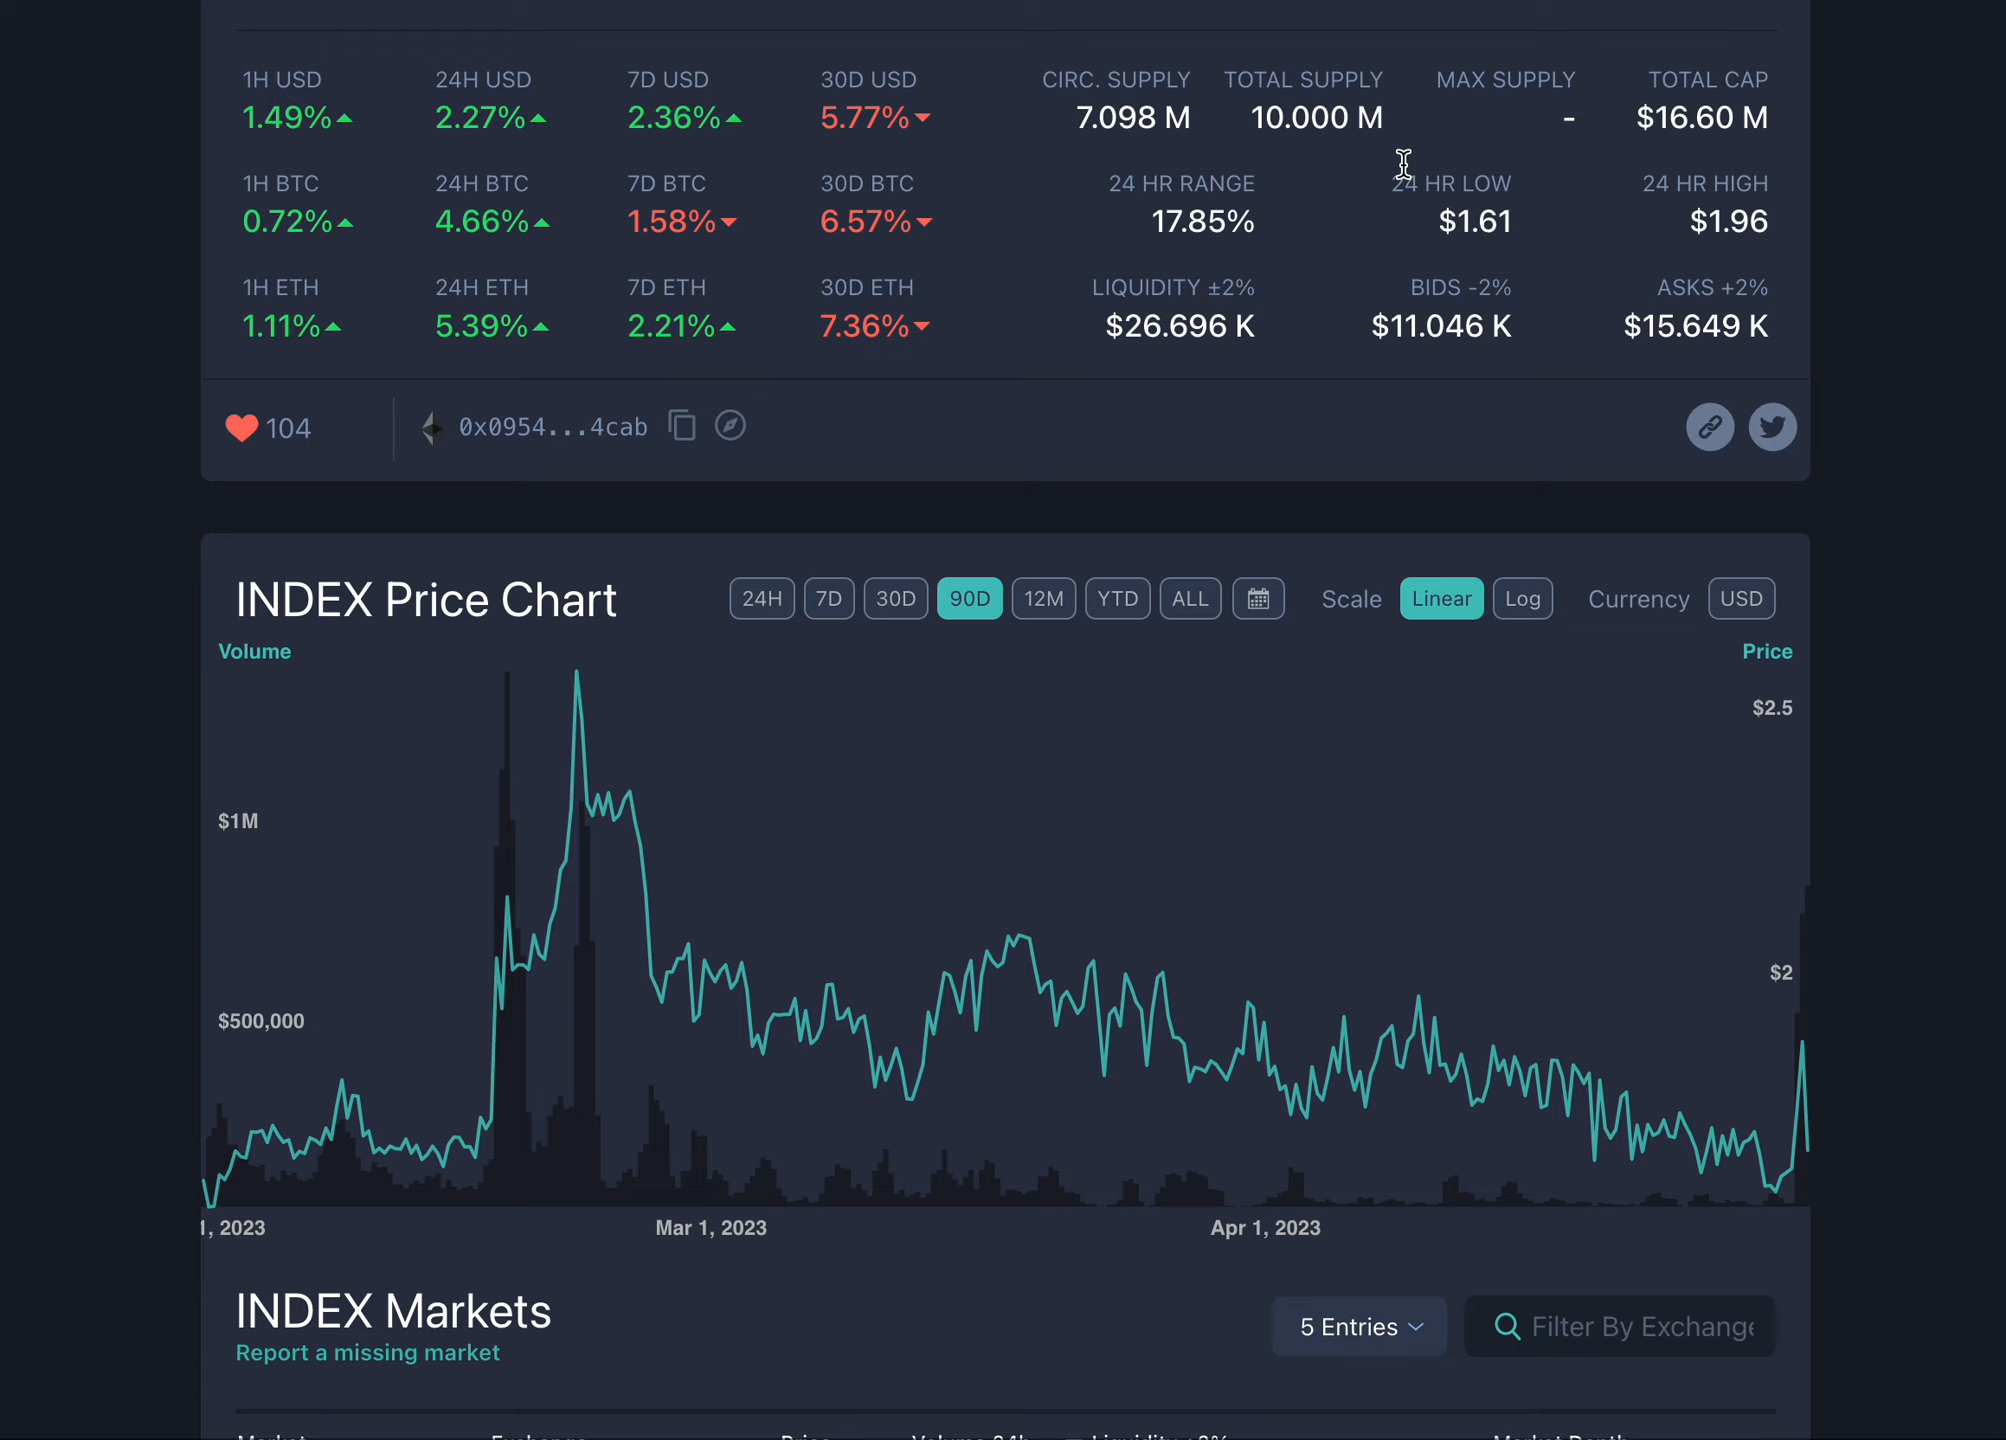 1H USD 24H USD 7D USD 30D USD CIRC. SUPPLY TOTAL SUPPLY MAX SUPPLY TOTAL CAP
1.49% 2.27% 2.36% 5.77% 7.098 M 10.000 M - $16.60 M
1H BTC 24H BTC 7D BTC 30D BTC 24 HR RANGE 24 HR LOW 24 HR HIGH
0.72% 4.66% 1.58% 6.57% 17.85% $1.61 $1.96
1H ETH 24H ETH 7D ETH 30D ETH LIQUIDITY ±2% BIDS -2% ASKS +2%
1.11% 5.39% 2.21% 7.36% $26.696 K $11.046 K $15.649 K
104 0x0954...4cab
INDEX Price Chart 24H 7D 30D 90D 12M YTD ALL Scale Linear Log Currency USD
Volume Price
$2.5
$1M
$2
$500,000
1, 2023 Mar 1, 2023 Apr 1, 2023
INDEX Markets 5 Entries Filter By Exchange
Report a missing market